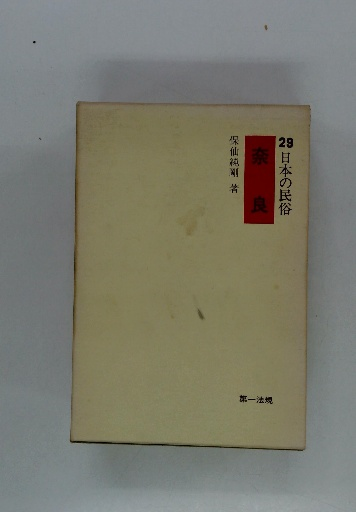 29 日本の民俗
奈良
保仙純剛 著
第一法規